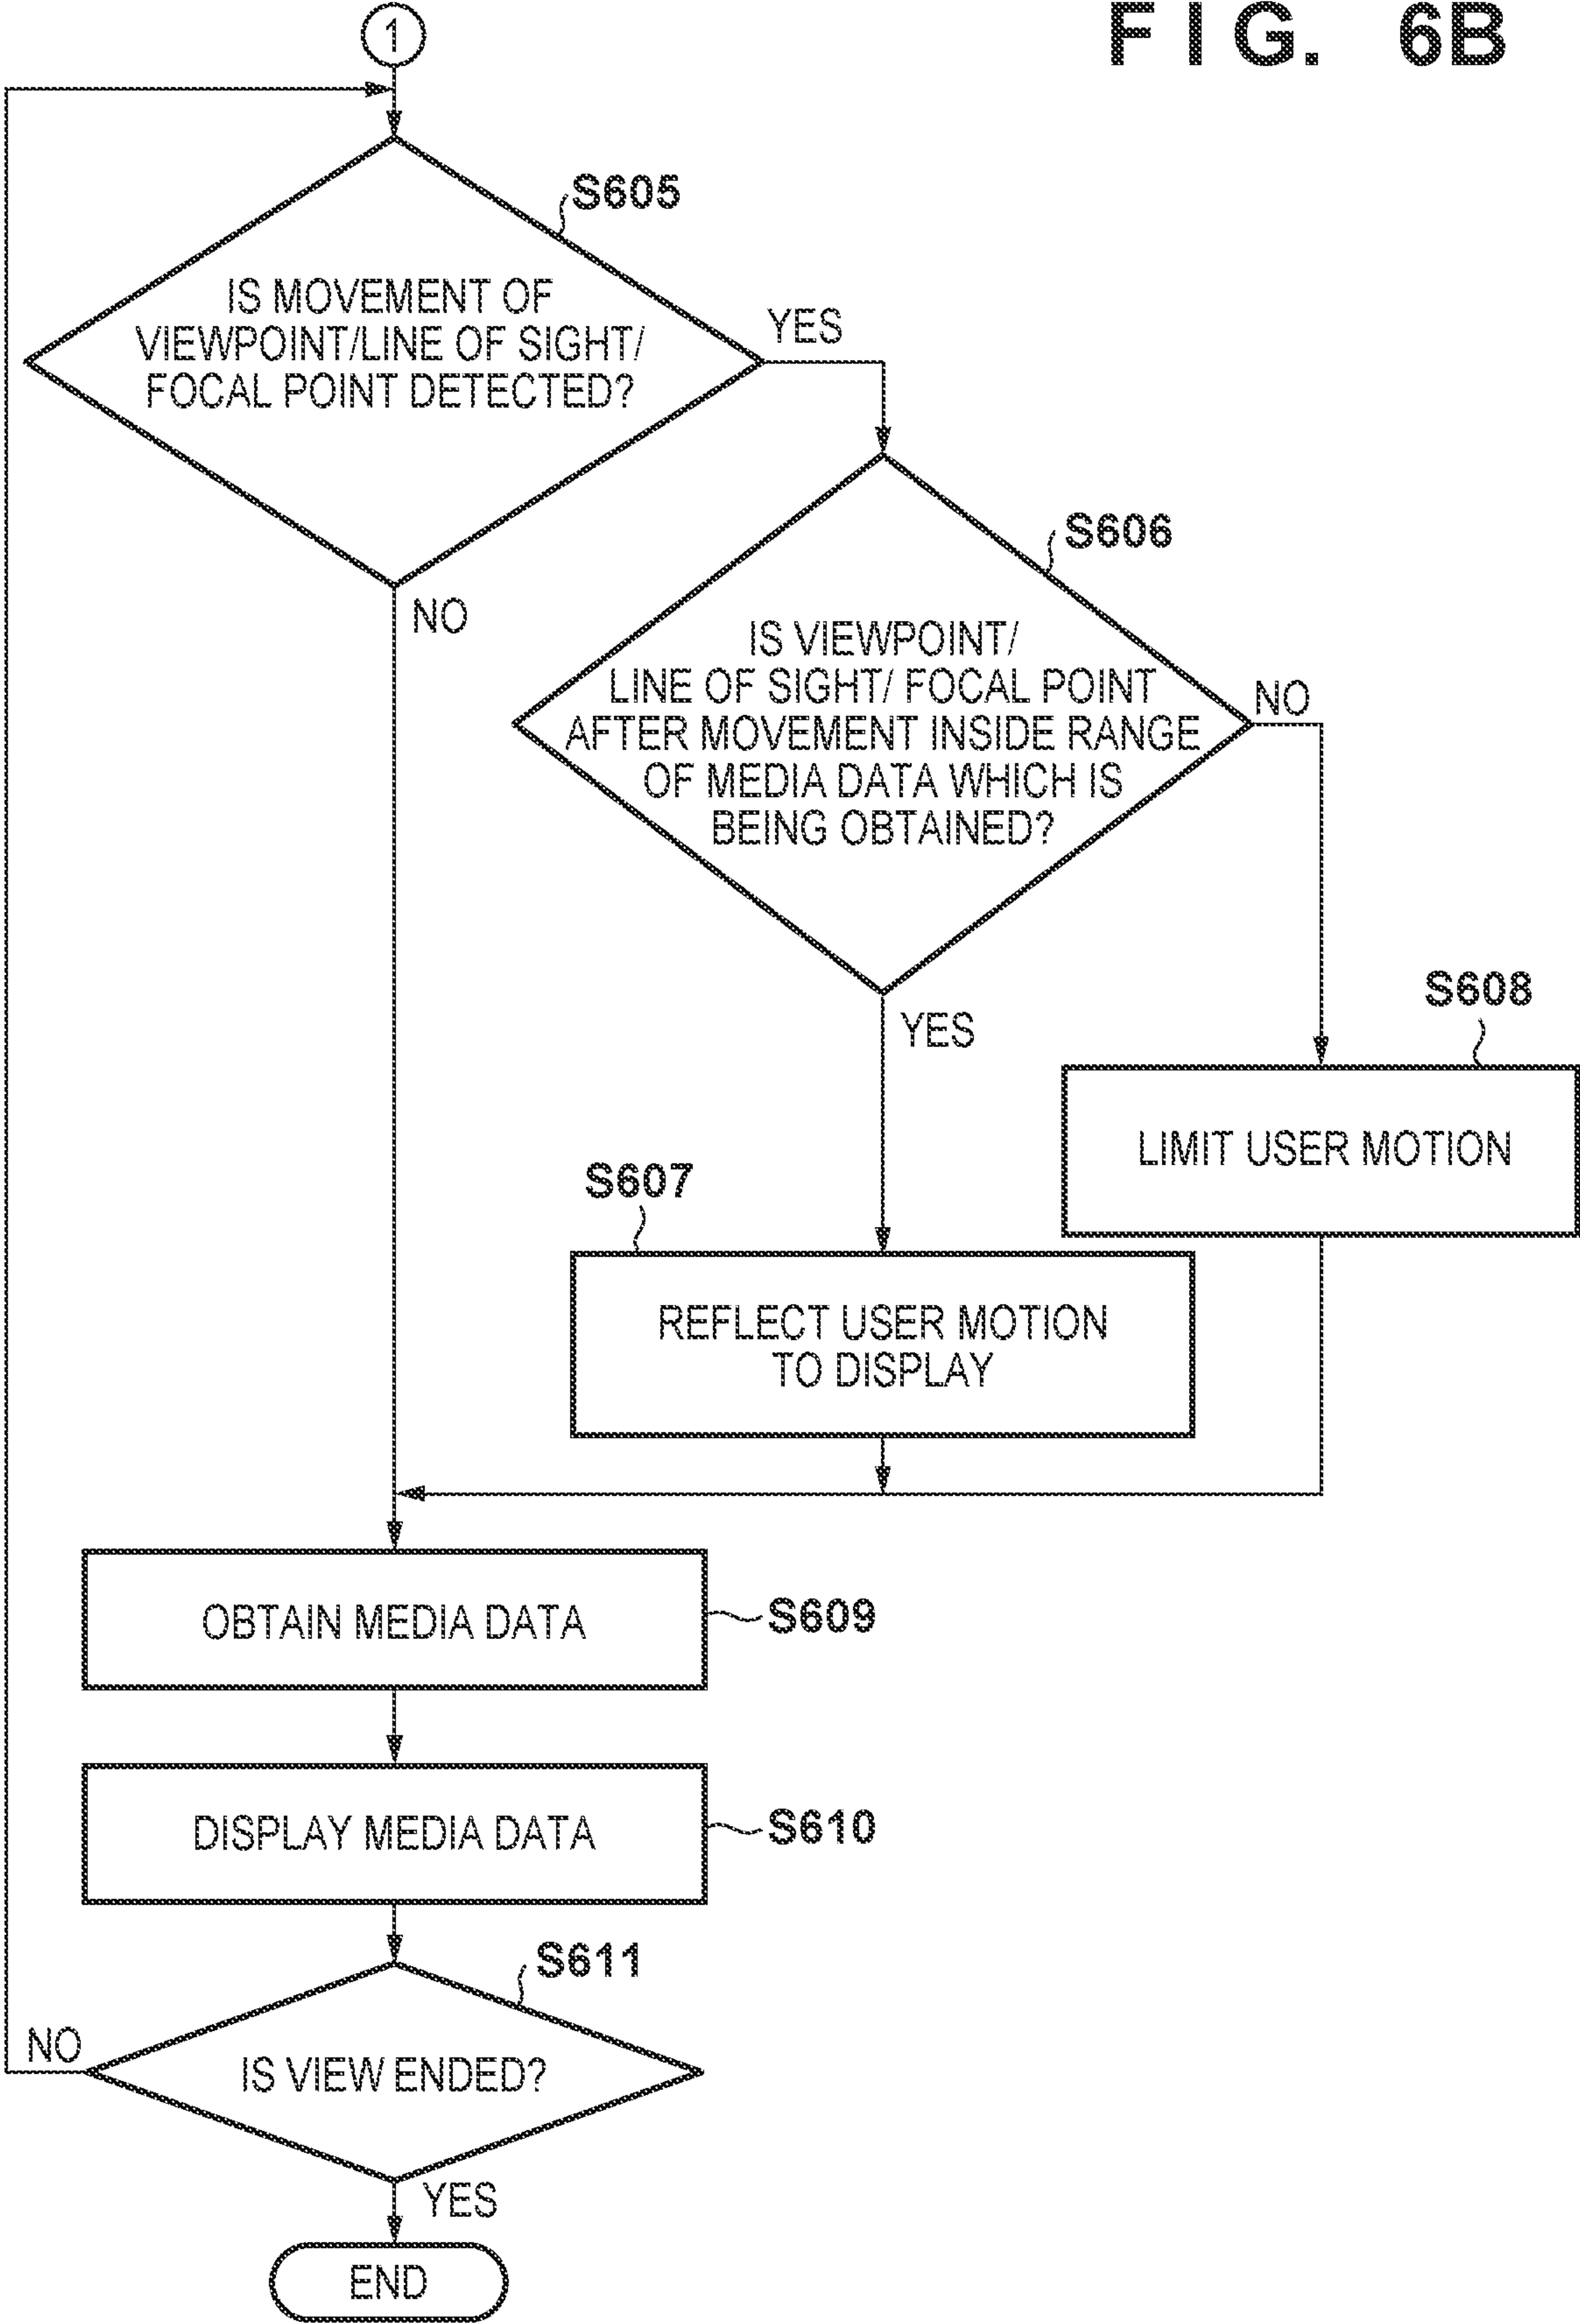 FIG. 6B
1
S605
IS MOVEMENT OF
VIEWPOINT/LINE OF SIGHT/
FOCAL POINT DETECTED?
YES
NO
S606
IS VIEWPOINT/
LINE OF SIGHT/ FOCAL POINT
AFTER MOVEMENT INSIDE RANGE
OF MEDIA DATA WHICH IS
BEING OBTAINED?
NO
YES
S608
LIMIT USER MOTION
S607
REFLECT USER MOTION
TO DISPLAY
OBTAIN MEDIA DATA
S609
DISPLAY MEDIA DATA
S610
S611
IS VIEW ENDED?
NO
YES
END